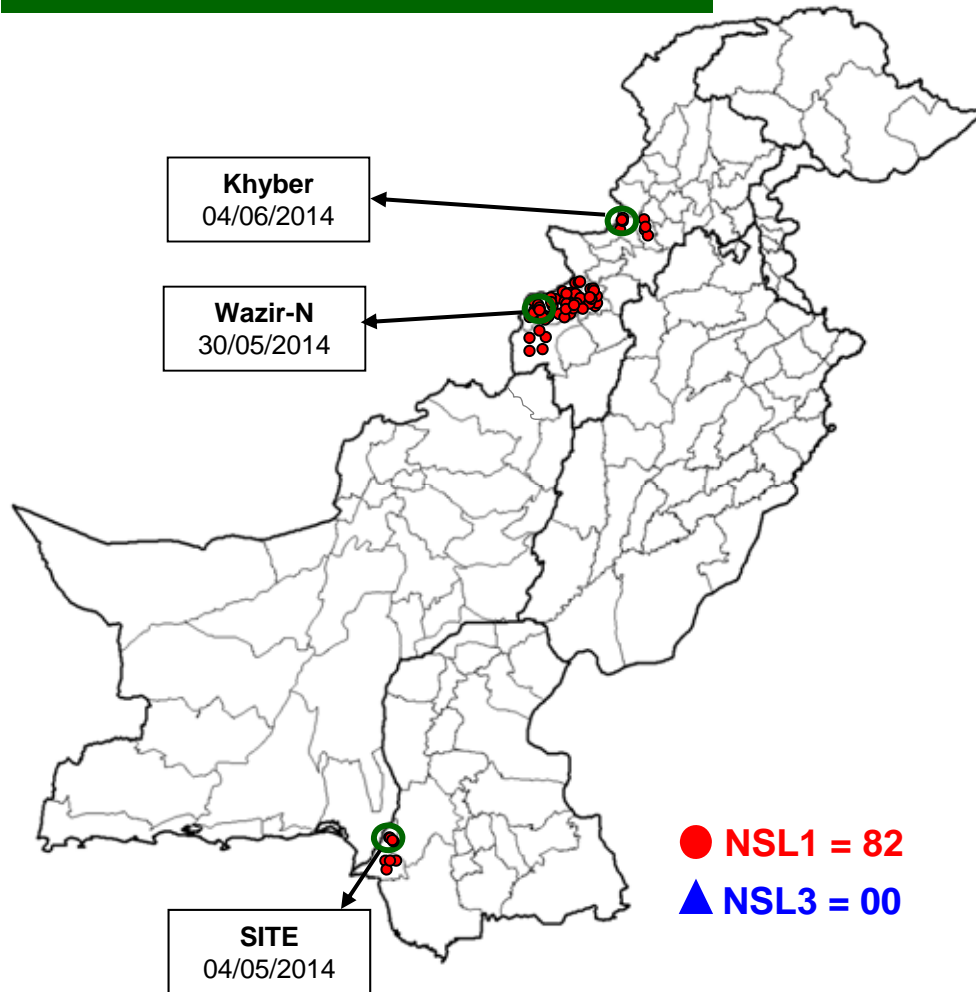 Khyber
04/06/2014
Wazir-N
30/05/2014
NSL1 = 82
NSL3 = 00
SITE
04/05/2014